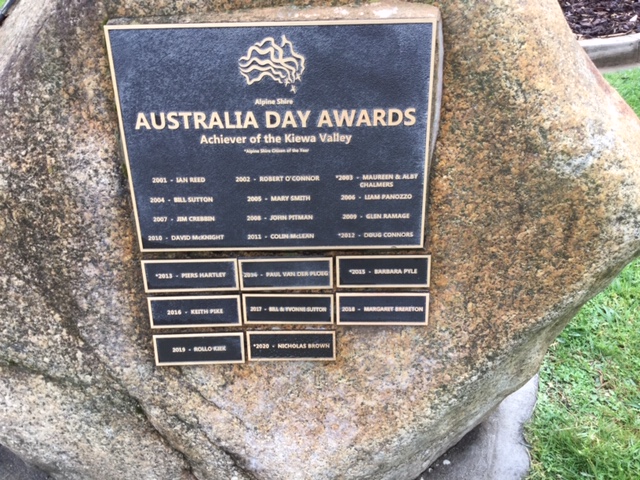 Alpine Shire
AUSTRALIA DAY AWARDS
Achiever of the Kiewa Valley
*Alpine Shire Citizen of the Year
2001 - IAN REED
2002 - ROBERT O'CONNOR
*2003 - MAUREEN & ALBY
CHALMERS
2004 - BILL SUTTON
2005 - MARY SMITH
2006 - LIAM PANOZZO
2007 - JIM CREBBIN
2008 - JOHN PITMAN
2009 - GLEN RAMAGE
2010 - DAVID McKNIGHT
2011 - COLIN McLEAN
*2012 - DOUG CONNORS
*2013 - PIERS HARTLEY
PAUL VAN DER PLOEG
*2015 - BARBARA PYLE
2016 - KEITH PIKE
2017 - BILL & YVONNE SUTTON
2018 - MARGARET BRERETON
2019 - ROLLO KIEK
*2020 - NICHOLAS BROWN